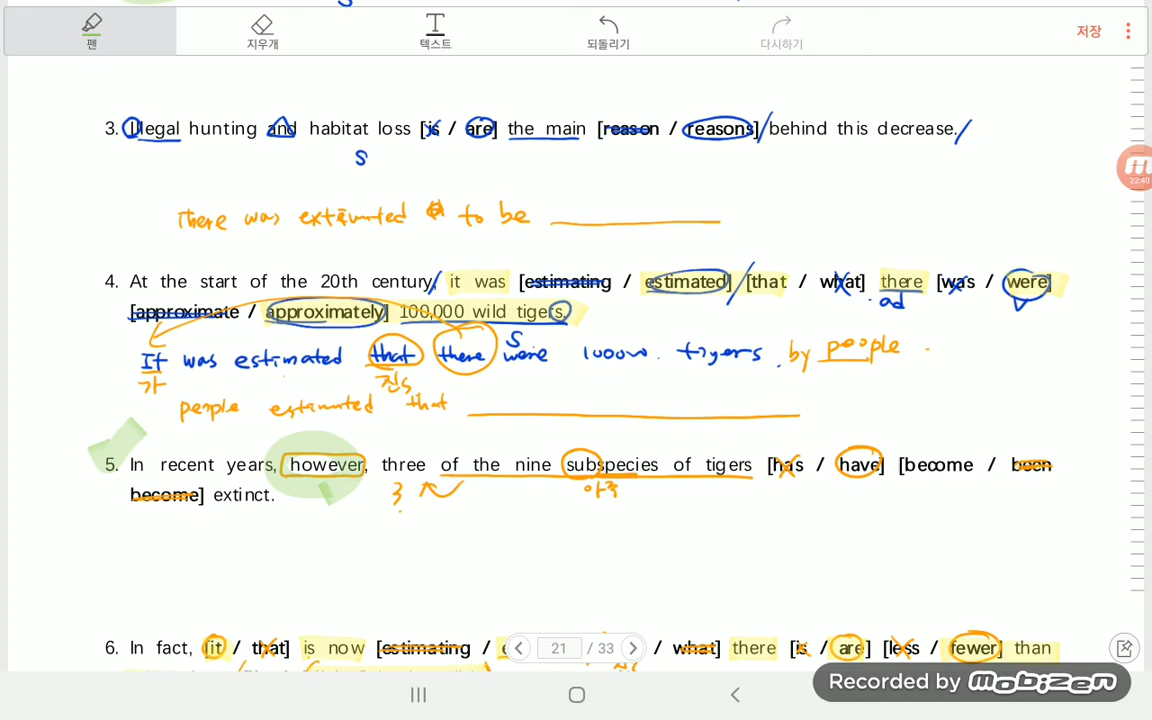 펜
지우개
텍스트
되돌리기
다시하기
저장
3. Illegal hunting and habitat loss [is / are] the main [reason / reasons] behind this decrease.
S
22:40
There was estimated to be
4. At the start of the 20th century, it was [estimating / estimated] [that / what] there [was / were]
ad V
[approximate / approximately] 100,000 wild tigers.
S
It was estimated that there were tigers. by people
가 진S
people estimated that
5. In recent years, however, three of the nine subspecies of tigers [has / have] [become / been
3 아종
become] extinct.
6. In fact, [it / that] is now [estimating / / what] there [is / are] [less / fewer] than
21 / 33
Recorded by mobizen